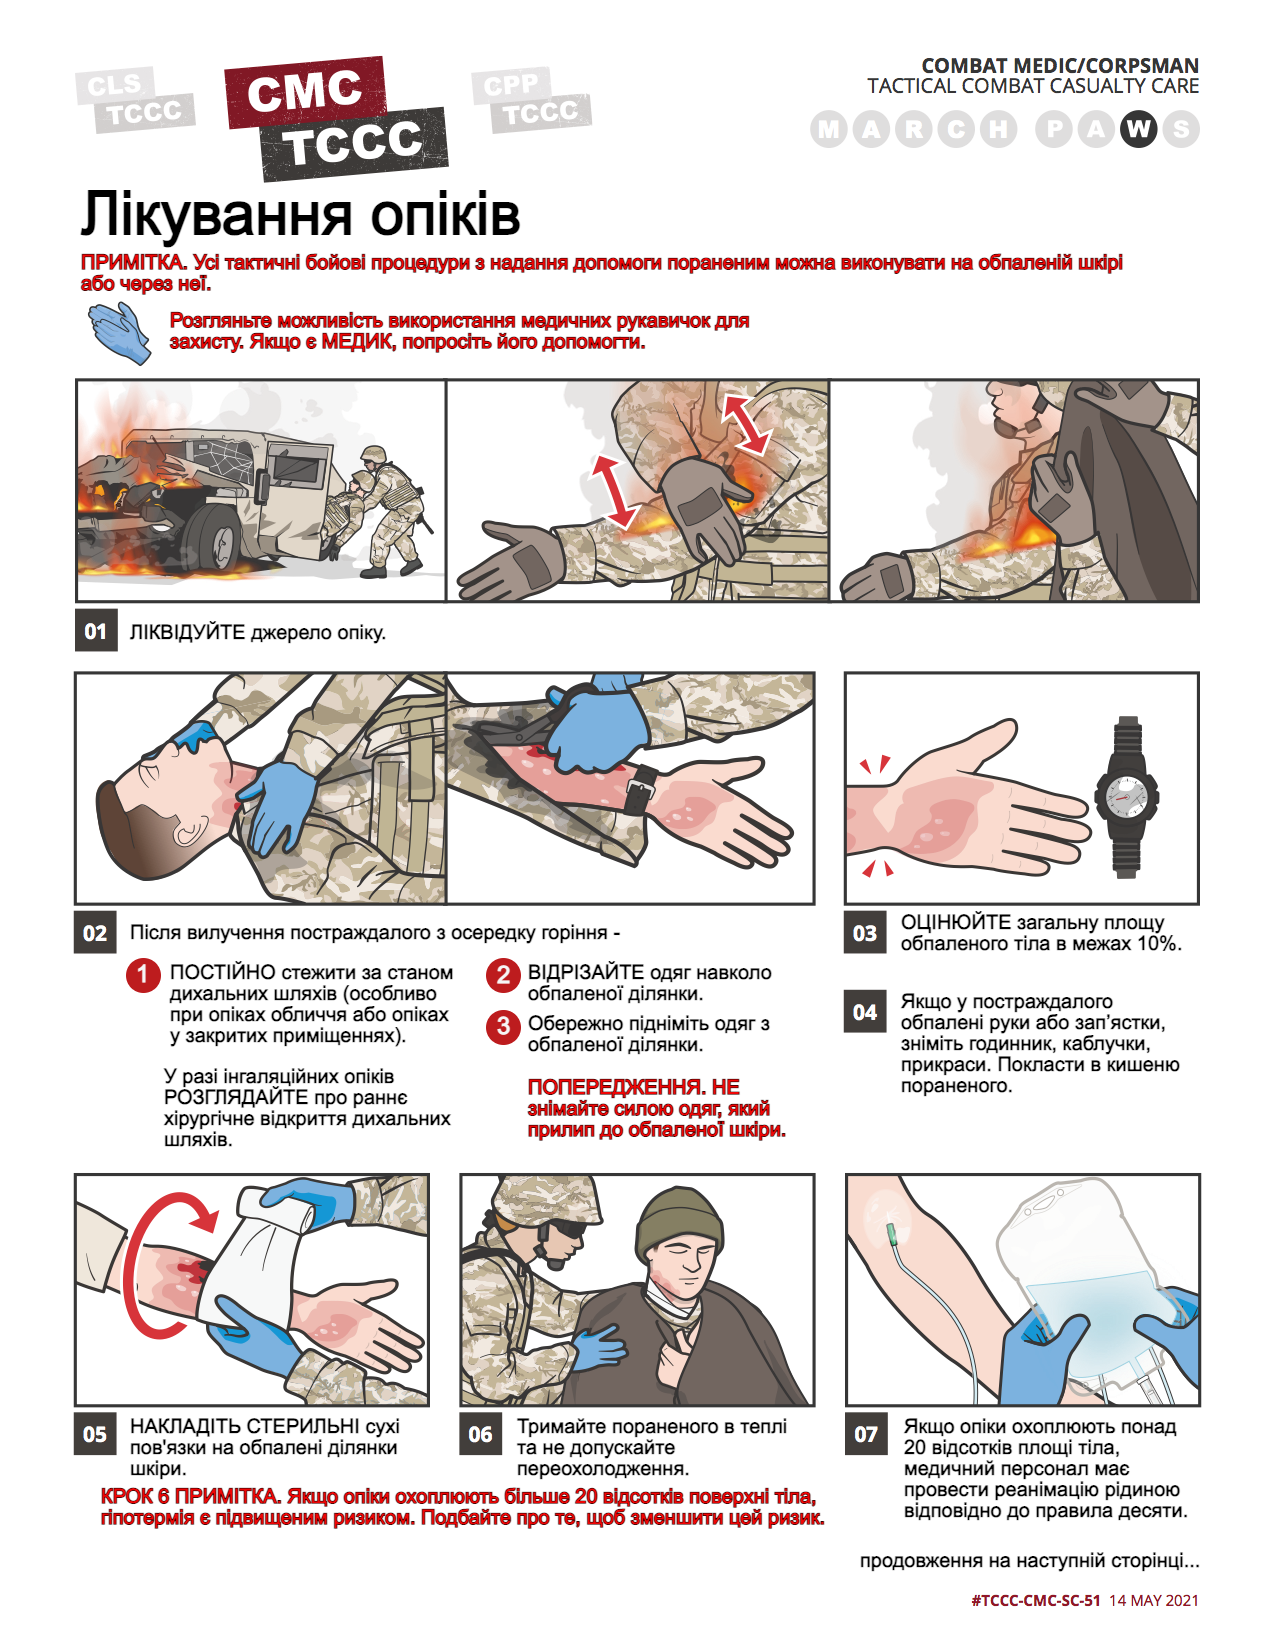 CLS
TCCC
CMC
TCCC
CPP
TCCC
COMBAT MEDIC/CORPSMAN
TACTICAL COMBAT CASUALTY CARE
M A R C H P A W S
Лікування опіків
ПРИМІТКА. Усі тактичні бойові процедури з надання допомоги пораненим можна виконувати на обпаленій шкірі
або через неї.
Розгляньте можливість використання медичних рукавичок для
захисту. Якщо є МЕДИК, попросіть його допомогти.
01 ЛІКВІДУЙТЕ джерело опіку.
02 Після вилучення постраждалого з осередку горіння -
1 ПОСТІЙНО стежити за станом
дихальних шляхів (особливо
при опіках обличчя або опіках
у закритих приміщеннях).
У разі інгаляційних опіків
РОЗГЛЯДАЙТЕ про раннє
хірургічне відкриття дихальних
шляхів.
2 ВІДРІЗАЙТЕ одяг навколо
обпаленої ділянки.
3 Обережно підніміть одяг з
обпаленої ділянки.
ПОПЕРЕДЖЕННЯ. НЕ
знімайте силою одяг, який
прилип до обпаленої шкіри.
03 ОЦІНЮЙТЕ загальну площу
обпаленого тіла в межах 10%.
04 Якщо у постраждалого
обпалені руки або зап’ястки,
зніміть годинник, каблучки,
прикраси. Покласти в кишеню
пораненого.
05 НАКЛАДІТЬ СТЕРИЛЬНІ сухі
пов'язки на обпалені ділянки
шкіри.
06 Тримайте пораненого в теплі
та не допускайте
переохолодження.
КРОК 6 ПРИМІТКА. Якщо опіки охоплюють більше 20 відсотків поверхні тіла,
гіпотермія є підвищеним ризиком. Подбайте про те, щоб зменшити цей ризик.
07 Якщо опіки охоплюють понад
20 відсотків площі тіла,
медичний персонал має
провести реанімацію рідиною
відповідно до правила десяти.
продовження на наступній сторінці...
#TCCC-CMC-SC-51 14 MAY 2021